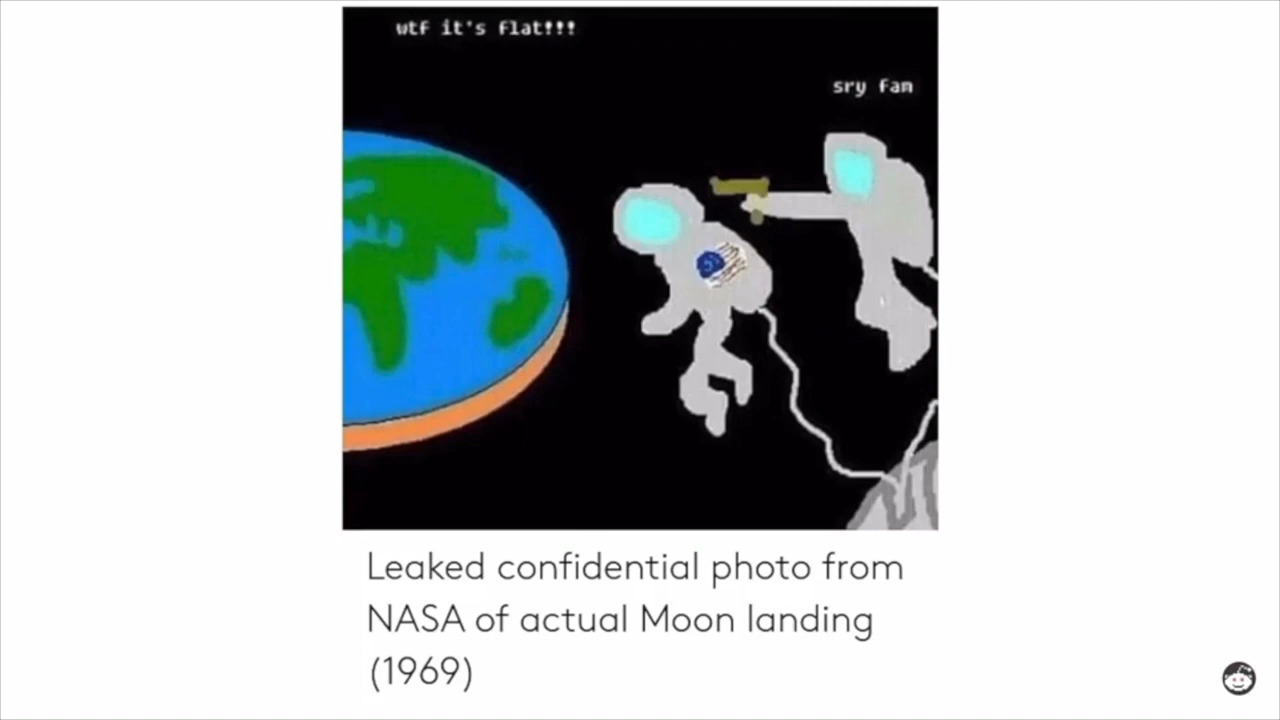 wtf it's flat!!!
sry fam
Leaked confidential photo from
NASA of actual Moon landing
(1969)